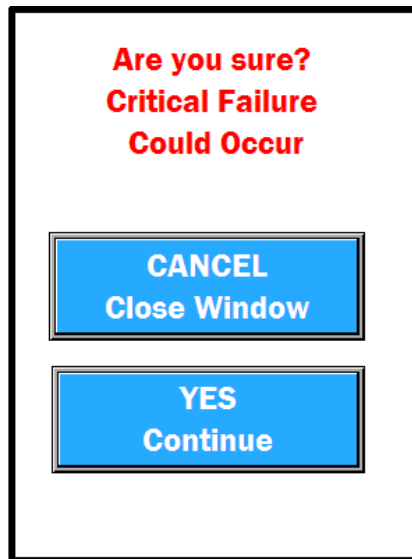 Are you sure?
Critical Failure
Could Occur
CANCEL
Close Window
YES
Continue